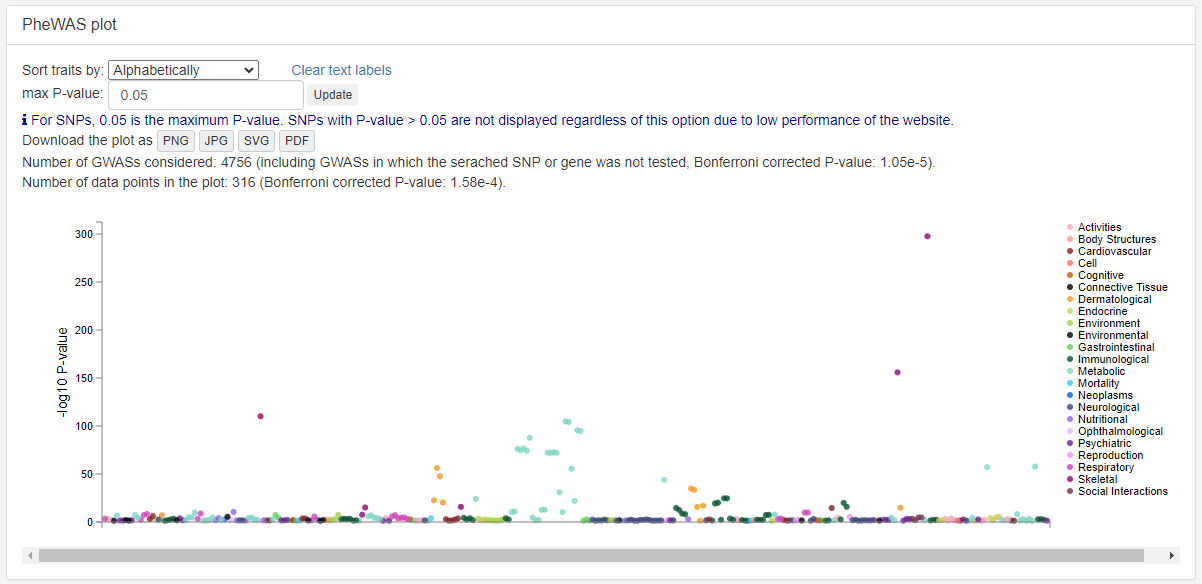 PheWAS plot
Sort traits by: Alphabetically Clear text labels
max P-value: 0.05 Update
i For SNPs, 0.05 is the maximum P-value. SNPs with P-value > 0.05 are not displayed regardless of this option due to low performance of the website.
Download the plot as PNG JPG SVG PDF
Number of GWASs considered: 4756 (including GWASs in which the serached SNP or gene was not tested, Bonferroni corrected P-value: 1.05e-5).
Number of data points in the plot: 316 (Bonferroni corrected P-value: 1.58e-4).
-log10 P-value
300
250
200
150
100
50
0
Activities
Body Structures
Cardiovascular
Cell
Cognitive
Connective Tissue
Dermatological
Endocrine
Environment
Environmental
Gastrointestinal
Immunological
Metabolic
Mortality
Neoplasms
Neurological
Nutritional
Ophthalmological
Psychiatric
Reproduction
Respiratory
Skeletal
Social Interactions